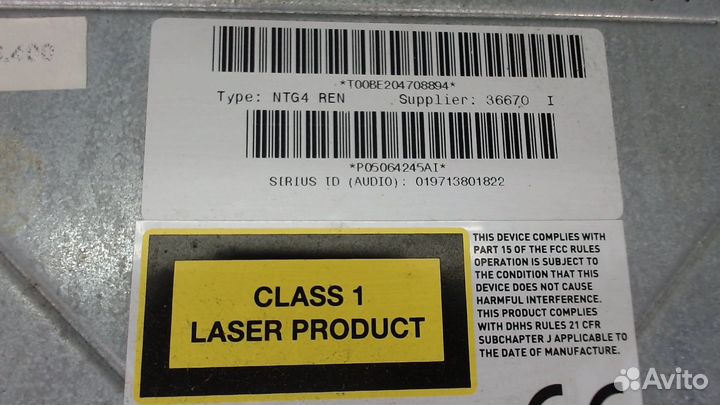 *T00BE204708894*
Type: NTG4 REN Supplier: 36670 I
*P05064245AI*
SIRIUS ID (AUDIO): 019713801822
CLASS 1
LASER PRODUCT
THIS DEVICE COMPLIES WITH
PART 15 OF THE FCC RULES
OPERATION IS SUBJECT TO
THE CONDITION THAT THIS
DEVICE DOES NOT CAUSE
HARMFUL INTERFERENCE.
THIS PRODUCT COMPLIES
WITH DHHS RULES 21 CFR
SUBCHAPTER J APPLICABLE TO
THE DATE OF MANUFACTURE.
Avito